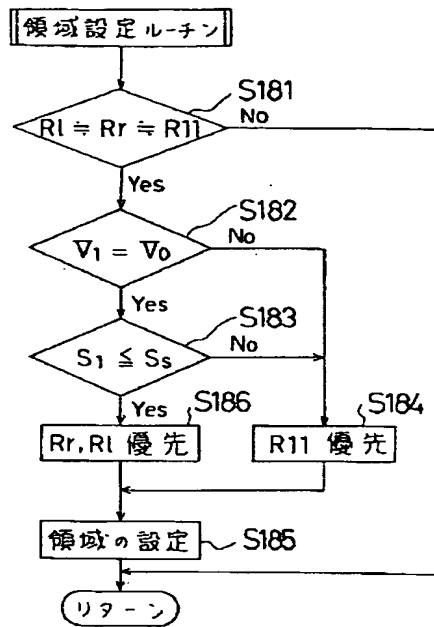 領域設定ルーチン
S181
Rl ≒ Rr ≒ R11
No
Yes
S182
V1 = V0
No
Yes
S183
S1 ≦ Ss
No
Yes
S186
S184
Rr, Rl 優先
R11 優先
領域の設定
S185
リターン